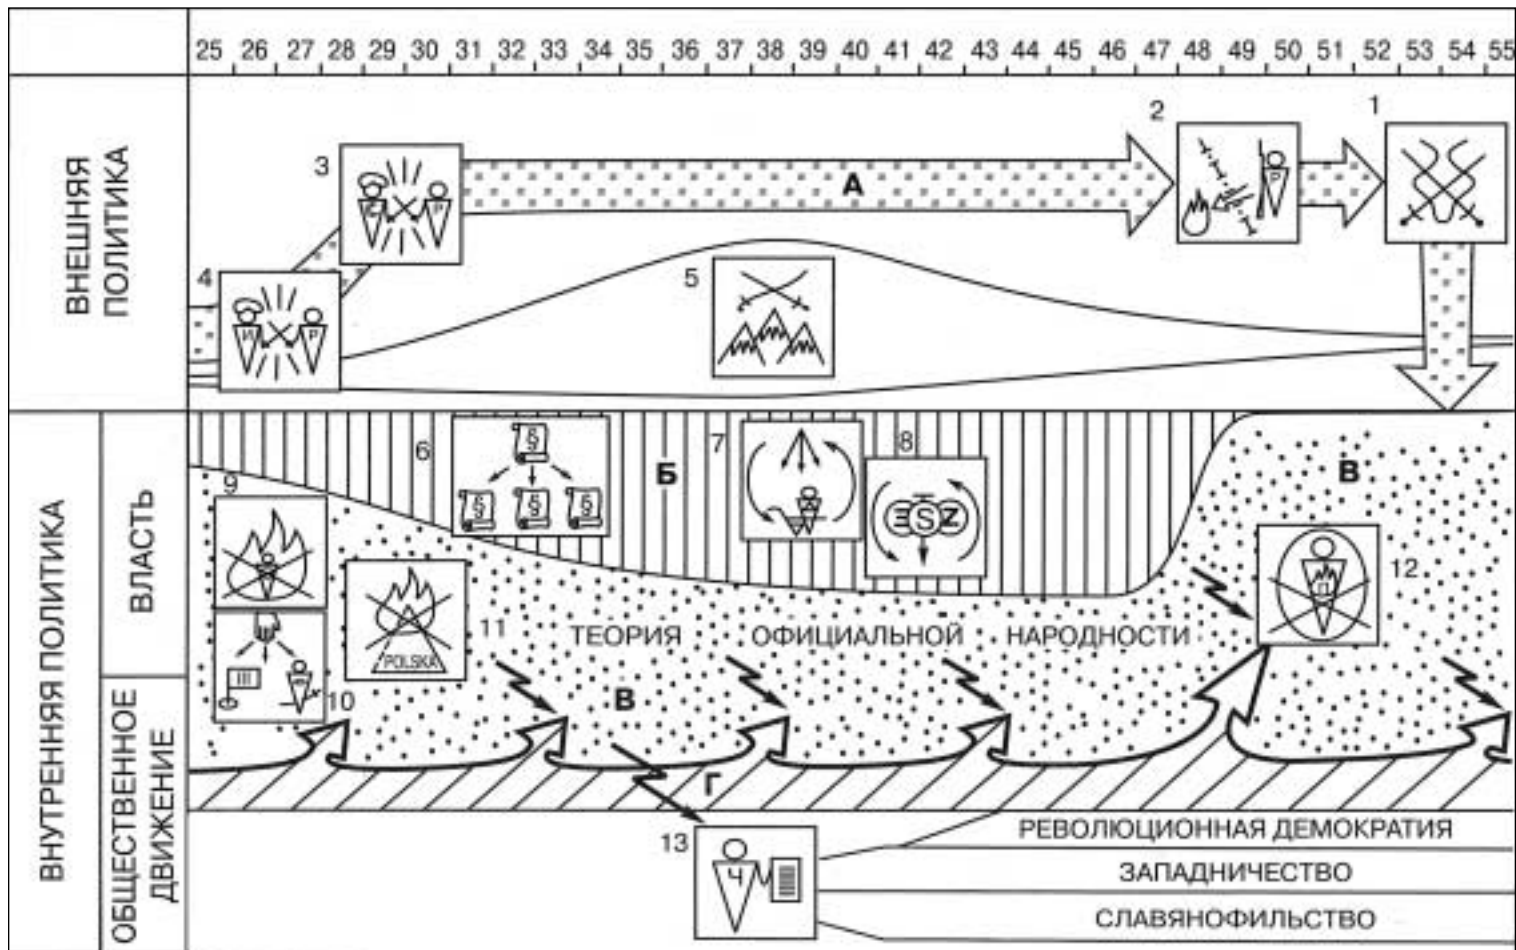 25 26 27 28 29 30 31 32 33 34 35 36 37 38 39 40 41 42 43 44 45 46 47 48 49 50 51 52 53 54 55
ВНЕШНЯЯ
ПОЛИТИКА
1
2
3
А
С Р
Р
4
И Р
5
ВНУТРЕННЯЯ ПОЛИТИКА
ВЛАСТЬ
6
§
§ § §
Б
7
8
ESZ
В
9
10
III
11
POLSKA
12
П
ТЕОРИЯ ОФИЦИАЛЬНОЙ НАРОДНОСТИ
В
ОБЩЕСТВЕННОЕ
ДВИЖЕНИЕ
Г
13
Ч
РЕВОЛЮЦИОННАЯ ДЕМОКРАТИЯ
ЗАПАДНИЧЕСТВО
СЛАВЯНОФИЛЬСТВО